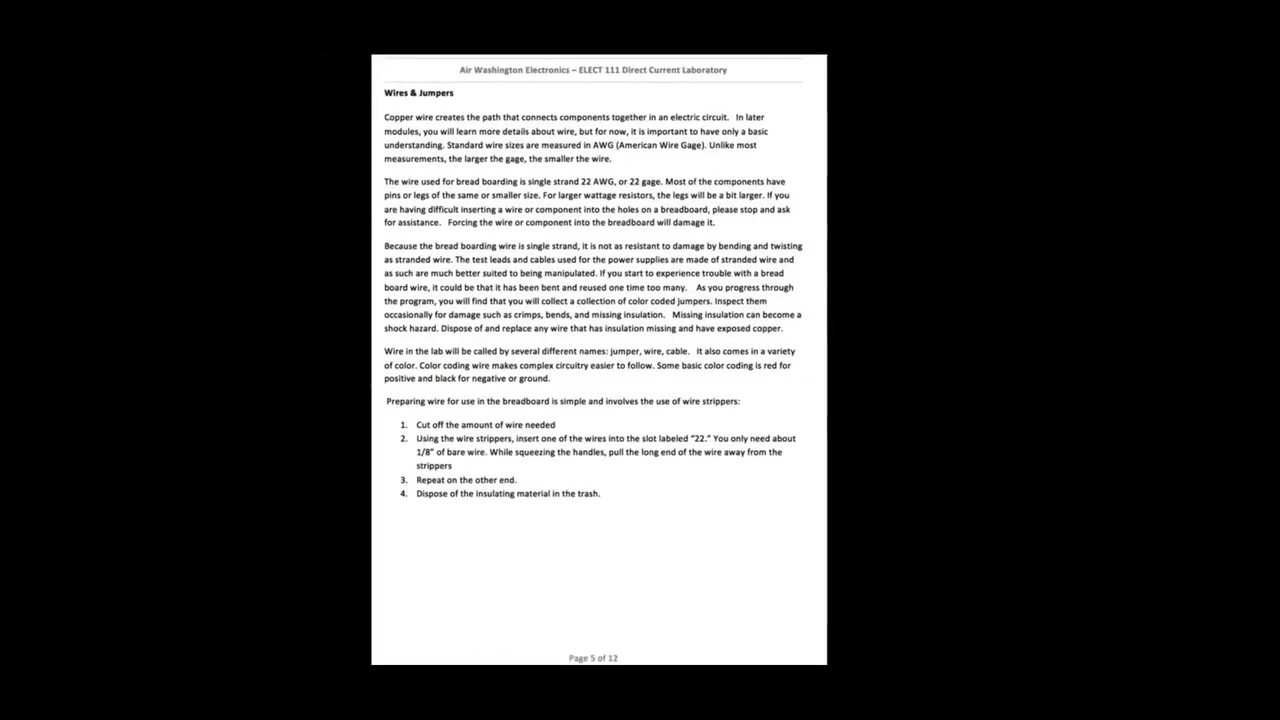 Air Washington Electronics – ELECT 111 Direct Current Laboratory
Wires & Jumpers
Copper wire creates the path that connects components together in an electric circuit. In later
modules, you will learn more details about wire, but for now, it is important to have only a basic
understanding. Standard wire sizes are measured in AWG (American Wire Gage). Unlike most
measurements, the larger the gage, the smaller the wire.
The wire used for bread boarding is single strand 22 AWG, or 22 gage. Most of the components have
pins or legs of the same or smaller size. For larger wattage resistors, the legs will be a bit larger. If you
are having difficult inserting a wire or component into the holes on a breadboard, please stop and ask
for assistance. Forcing the wire or component into the breadboard will damage it.
Because the bread boarding wire is single strand, it is not as resistant to damage by bending and twisting
as stranded wire. The test leads and cables used for the power supplies are made of stranded wire and
as such are much better suited to being manipulated. If you start to experience trouble with a bread
board wire, it could be that it has been bent and reused one time too many. As you progress through
the program, you will find that you will collect a collection of color coded jumpers. Inspect them
occasionally for damage such as crimps, bends, and missing insulation. Missing insulation can become a
shock hazard. Dispose of and replace any wire that has insulation missing and have exposed copper.
Wire in the lab will be called by several different names: jumper, wire, cable. It also comes in a variety
of color. Color coding wire makes complex circuitry easier to follow. Some basic color coding is red for
positive and black for negative or ground.
Preparing wire for use in the breadboard is simple and involves the use of wire strippers:
1. Cut off the amount of wire needed
2. Using the wire strippers, insert one of the wires into the slot labeled "22." You only need about
1/8" of bare wire. While squeezing the handles, pull the long end of the wire away from the
strippers
3. Repeat on the other end.
4. Dispose of the insulating material in the trash.
Page 5 of 12